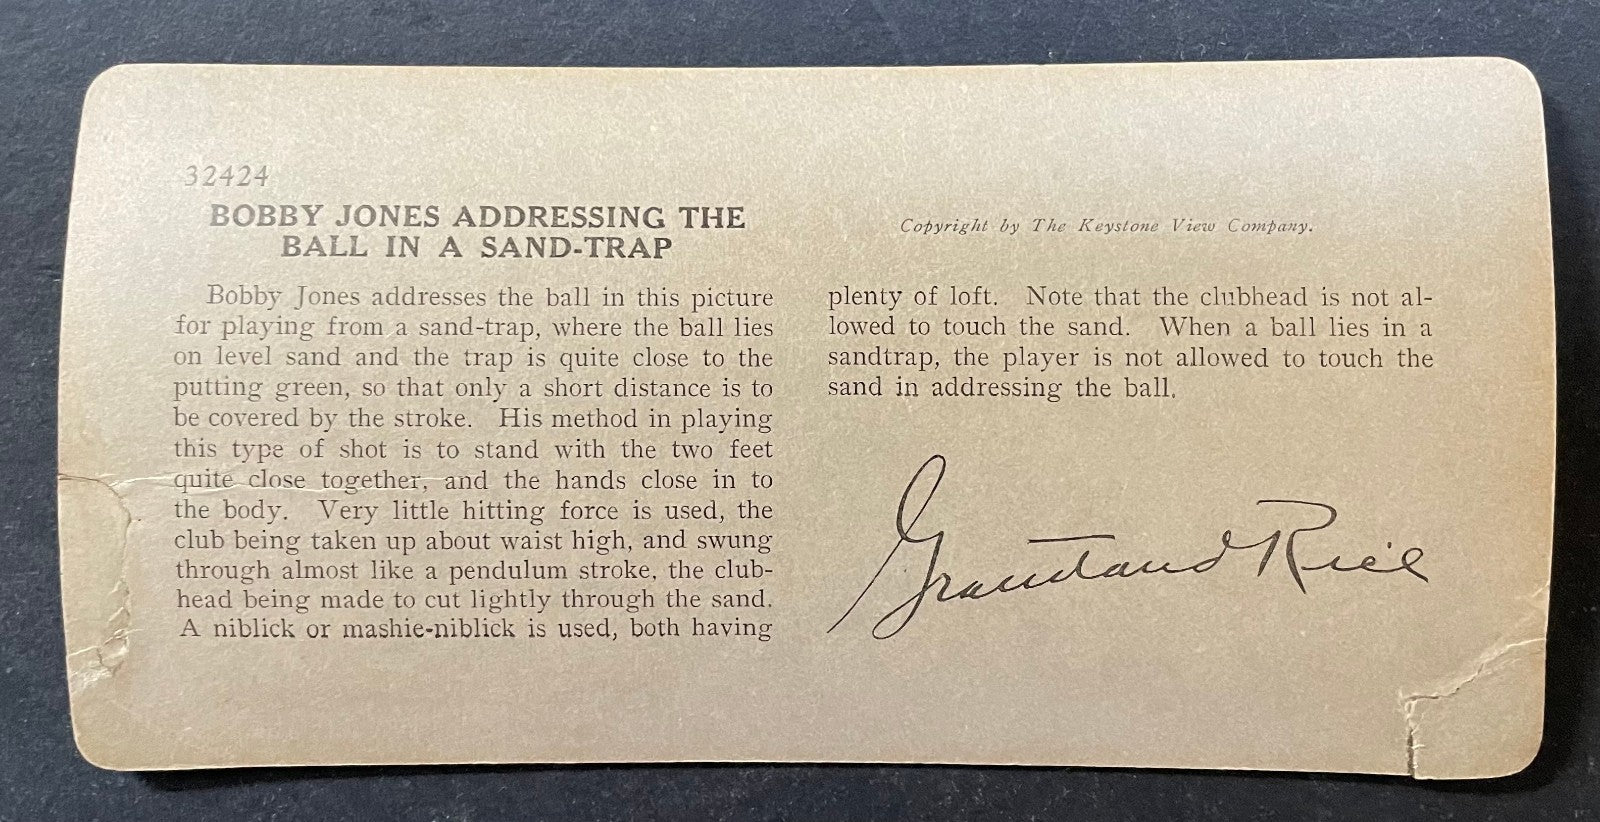 32424
BOBBY JONES ADDRESSING THE
BALL IN A SAND-TRAP
Bobby Jones addresses the ball in this picture
for playing from a sand-trap, where the ball lies
on level sand and the trap is quite close to the
putting green, so that only a short distance is to
be covered by the stroke. His method in playing
this type of shot is to stand with the two feet
quite close together, and the hands close in to
the body. Very little hitting force is used, the
club being taken up about waist high, and swung
through almost like a pendulum stroke, the club-
head being made to cut lightly through the sand.
A niblick or mashie-niblick is used, both having
Copyright by The Keystone View Company.
plenty of loft. Note that the clubhead is not al-
lowed to touch the sand. When a ball lies in a
sandtrap, the player is not allowed to touch the
sand in addressing the ball.
Grantland Rice